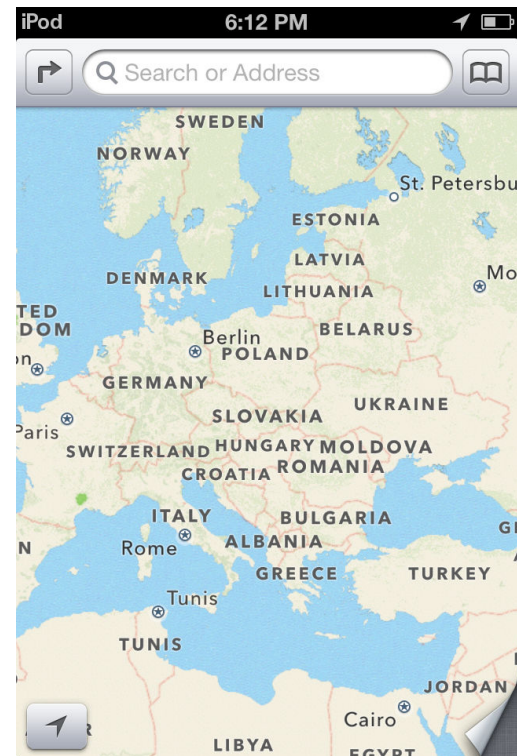 iPod 6:12 PM
Search or Address
SWEDEN
NORWAY
St. Petersbu
ESTONIA
LATVIA
Mo
DENMARK
LITHUANIA
TED
DOM
BELARUS
Berlin
POLAND
n
GERMANY
UKRAINE
SLOVAKIA
Paris
SWITZERLAND
HUNGARY
MOLDOVA
ROMANIA
CROATIA
ITALY
BULGARIA
G
N
Rome
ALBANIA
GREECE
TURKEY
Tunis
TUNIS
JORDAN
Cairo
R
LIBYA
EGYPT